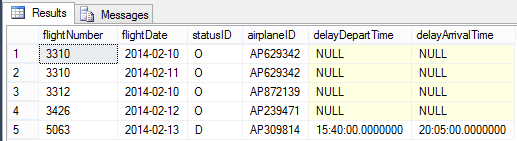 Results Messages
flightNumber flightDate statusID airplaneID delayDepartTime delayArrivalTime
1 3310 2014-02-10 O AP629342 NULL NULL
2 3310 2014-02-11 O AP629342 NULL NULL
3 3312 2014-02-10 O AP872139 NULL NULL
4 3426 2014-02-12 O AP239471 NULL NULL
5 5063 2014-02-13 D AP309814 15:40:00.0000000 20:05:00.0000000